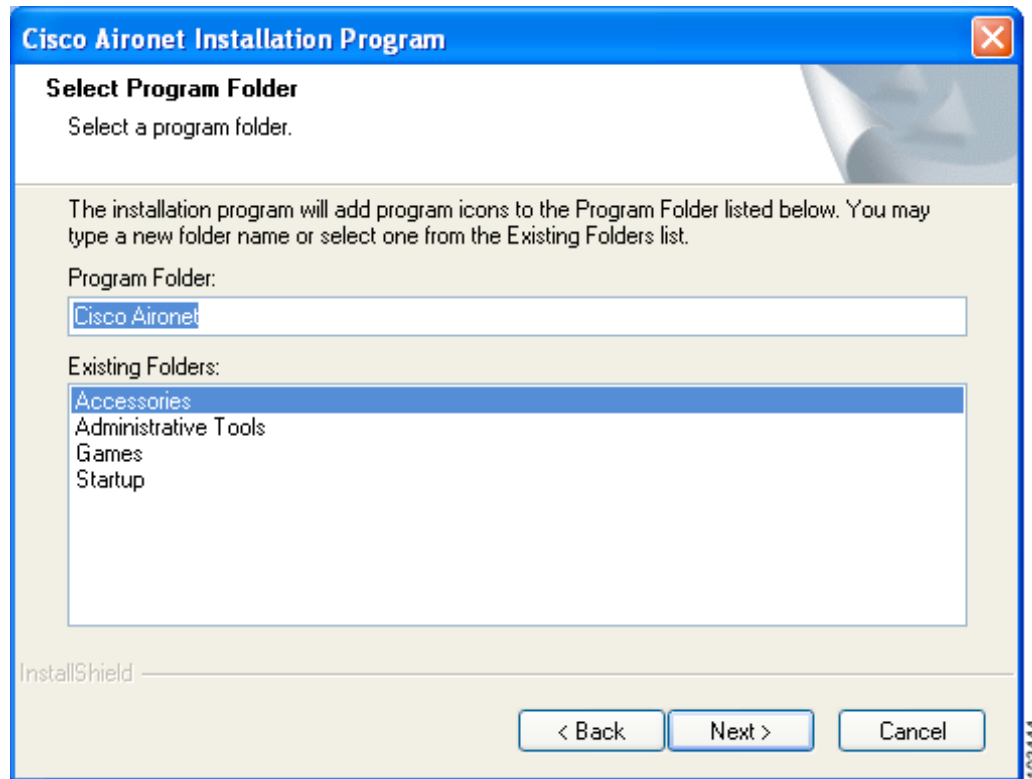 Cisco Aironet Installation Program
Select Program Folder
Select a program folder.
The installation program will add program icons to the Program Folder listed below. You may
type a new folder name or select one from the Existing Folders list.
Program Folder:
Cisco Aironet
Existing Folders:
Accessories
Administrative Tools
Games
Startup
InstallShield
< Back
Next >
Cancel